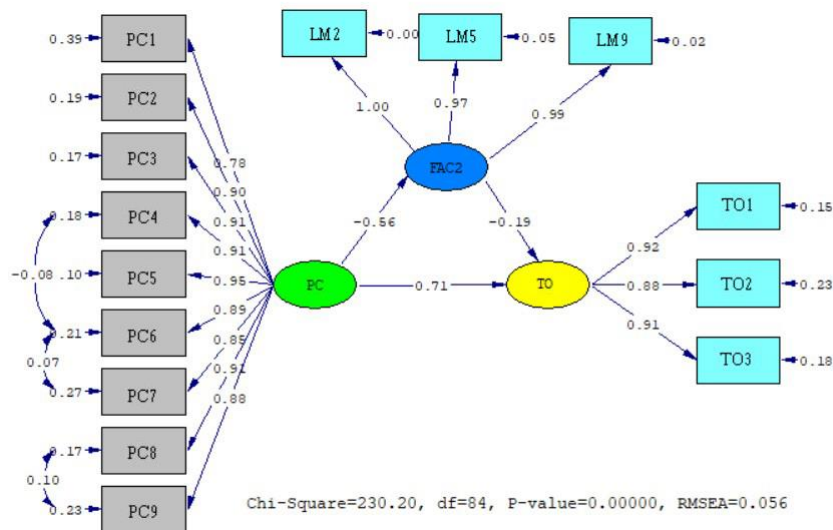 LM2
0.00
LM5
0.05
LM9
0.02
0.39
PC1
0.19
PC2
0.17
PC3
0.18
PC4
-0.08
.10
PC5
0.21
PC6
0.07
0.27
PC7
0.17
PC8
0.10
0.23
PC9
0.78
0.90
0.91
0.91
0.95
0.89
0.85
0.91
0.88
1.00
0.97
0.99
FAC2
-0.56
-0.19
PC
0.71
TO
0.92
0.88
0.91
TO1
0.15
TO2
0.23
TO3
0.18
Chi-Square=230.20, df=84, P-value=0.00000, RMSEA=0.056